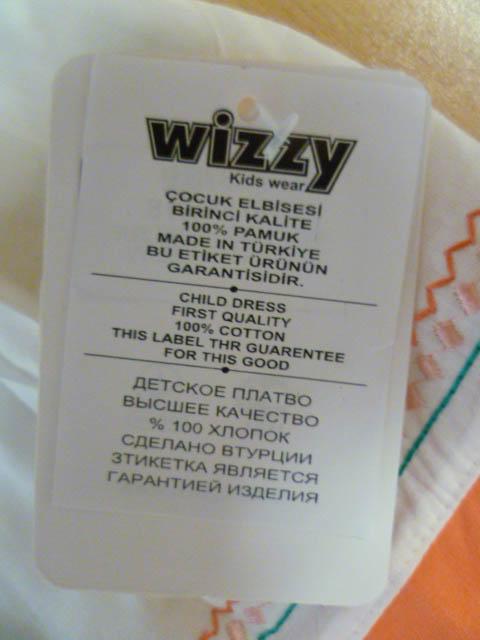 wizzy
Kids wear
ÇOCUK ELBİSESİ
BİRİNCİ KALİTE
100% PAMUK
MADE IN TÜRKİYE
BU ETİKET ÜRÜNÜN
GARANTİSİDİR.
CHILD DRESS
FIRST QUALITY
100% COTTON
THIS LABEL THR GUARENTEE
FOR THIS GOOD
ДЕТСКОЕ ПЛАТВО
ВЫСШЕЕ КАЧЕСТВО
% 100 ХЛОПОК
СДЕЛАНО ВТУРЦИИ
ЗТИКЕТКА ЯВЛЯЕТСЯ
ГАРАНТИЕЙ ИЗДЕЛИЯ